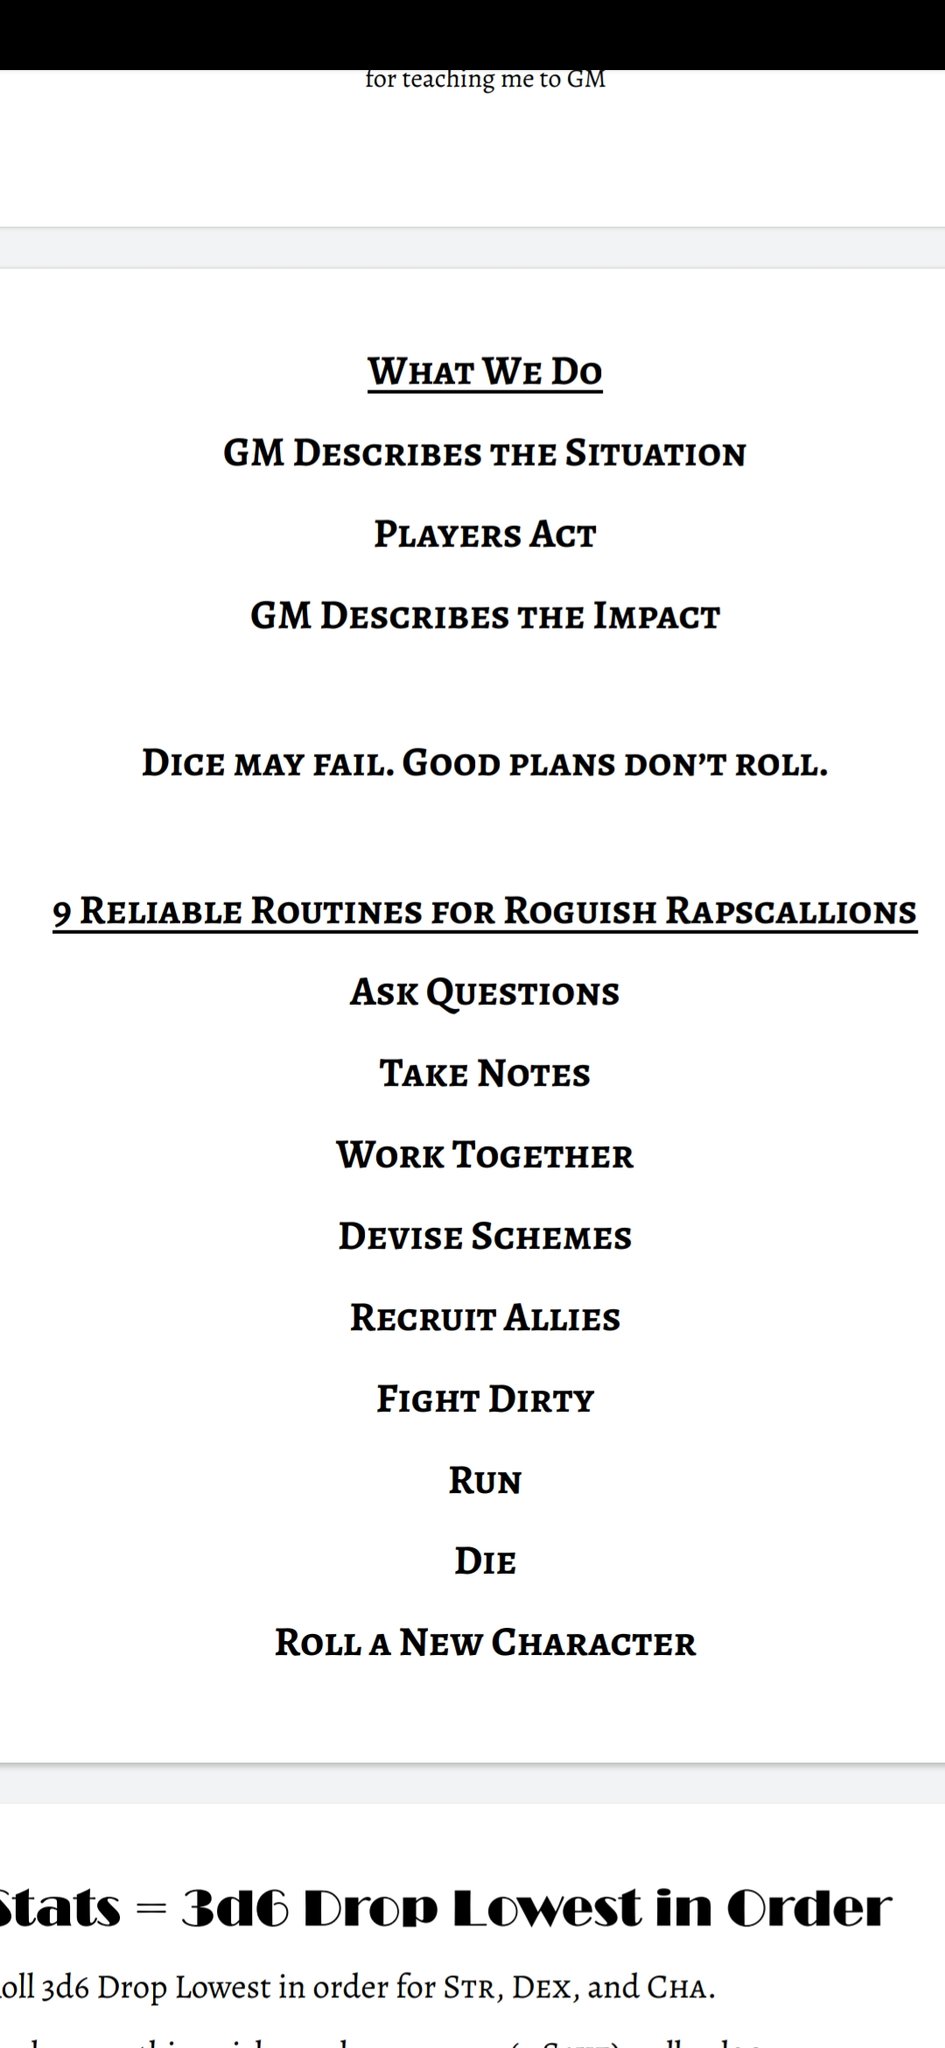 for teaching me to GM
What We Do
GM Describes the Situation
Players Act
GM Describes the Impact
Dice may fail. Good plans don’t roll.
9 Reliable Routines for Roguish Rapscallions
Ask Questions
Take Notes
Work Together
Devise Schemes
Recruit Allies
Fight Dirty
Run
Die
Roll a New Character
Stats = 3d6 Drop Lowest in Order
oll 3d6 Drop Lowest in order for Str, Dex, and Cha.